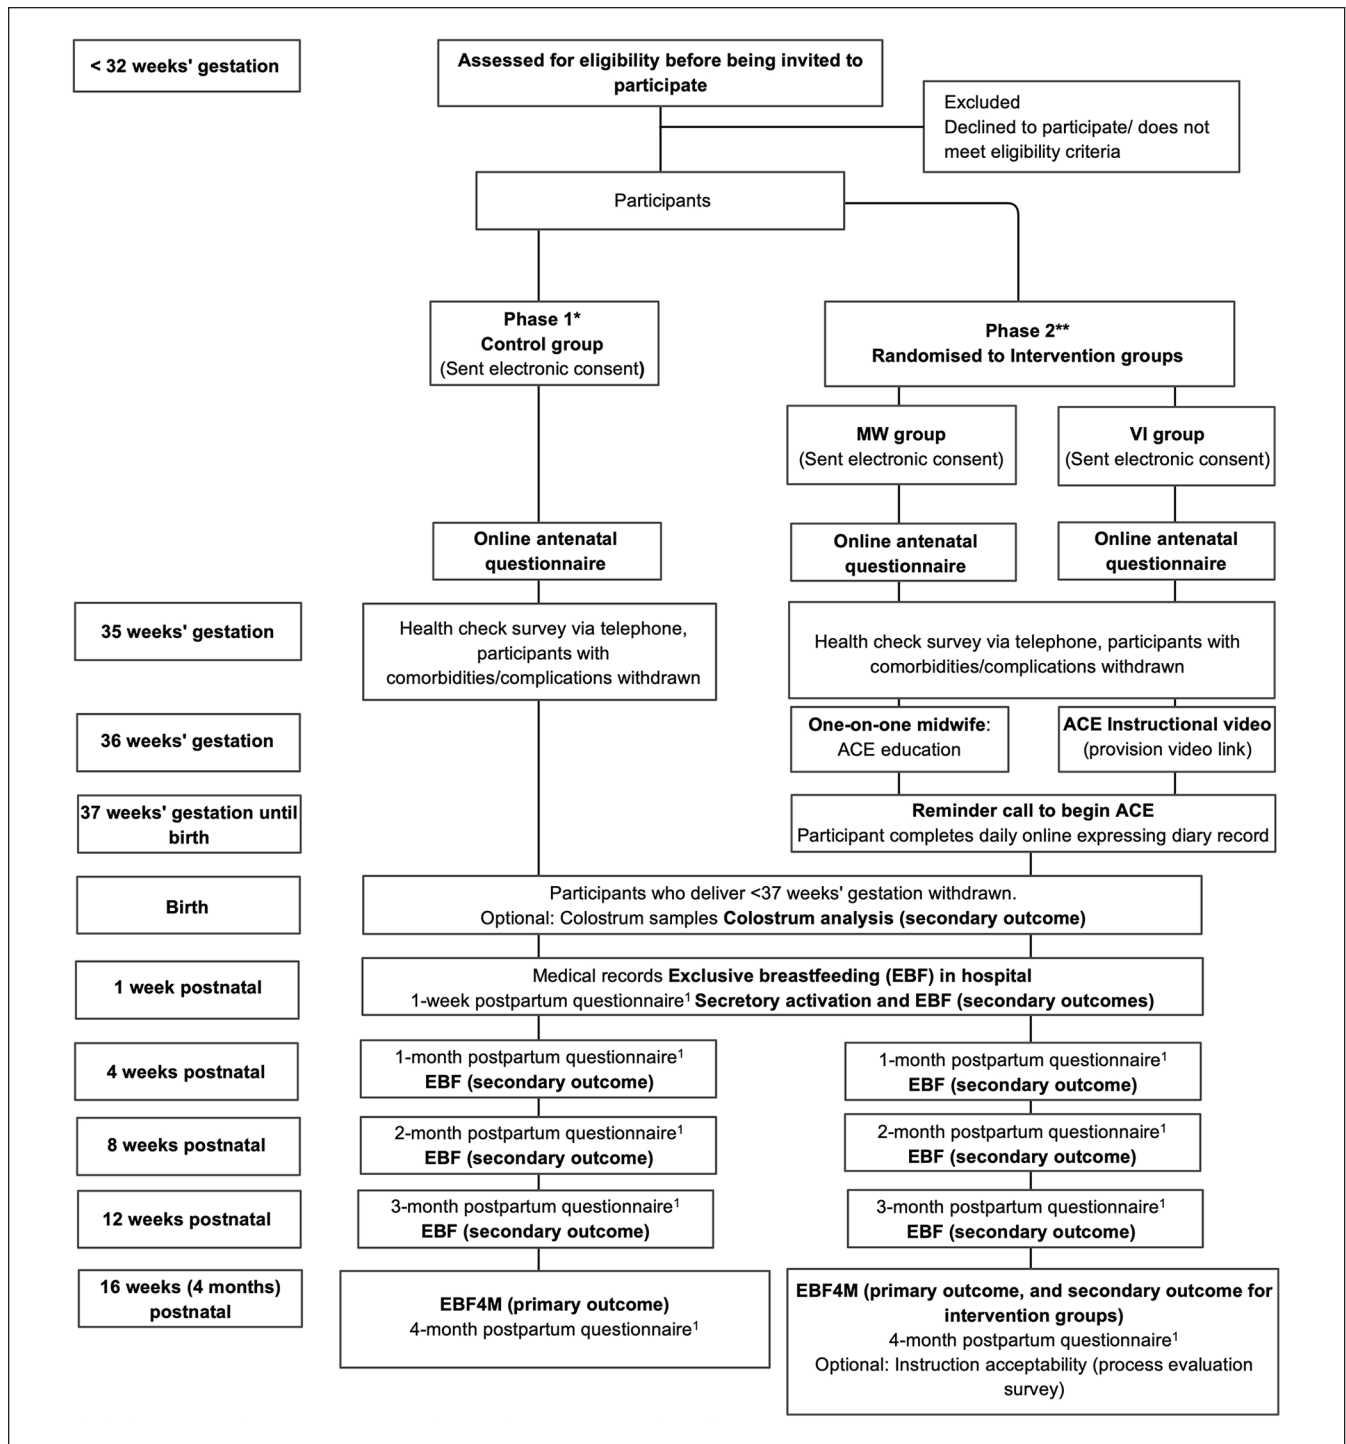 < 32 weeks' gestation
Assessed for eligibility before being invited to
participate
Excluded
Declined to participate/ does not
meet eligibility criteria
Participants
Phase 1*
Control group
(Sent electronic consent)
Phase 2**
Randomised to Intervention groups
MW group
(Sent electronic consent)
VI group
(Sent electronic consent)
Online antenatal
questionnaire
Online antenatal
questionnaire
Online antenatal
questionnaire
35 weeks' gestation
Health check survey via telephone,
participants with
comorbidities/complications withdrawn
Health check survey via telephone, participants with
comorbidities/complications withdrawn
36 weeks' gestation
One-on-one midwife:
ACE education
ACE Instructional video
(provision video link)
37 weeks' gestation until
birth
Reminder call to begin ACE
Participant completes daily online expressing diary record
Birth
Participants who deliver <37 weeks' gestation withdrawn.
Optional: Colostrum samples Colostrum analysis (secondary outcome)
1 week postnatal
Medical records Exclusive breastfeeding (EBF) in hospital
1-week postpartum questionnaire¹ Secretory activation and EBF (secondary outcomes)
4 weeks postnatal
1-month postpartum questionnaire¹
EBF (secondary outcome)
1-month postpartum questionnaire¹
EBF (secondary outcome)
8 weeks postnatal
2-month postpartum questionnaire¹
EBF (secondary outcome)
2-month postpartum questionnaire¹
EBF (secondary outcome)
12 weeks postnatal
3-month postpartum questionnaire¹
EBF (secondary outcome)
3-month postpartum questionnaire¹
EBF (secondary outcome)
16 weeks (4 months)
postnatal
EBF4M (primary outcome)
4-month postpartum questionnaire¹
EBF4M (primary outcome, and secondary outcome for
intervention groups)
4-month postpartum questionnaire¹
Optional: Instruction acceptability (process evaluation
survey)